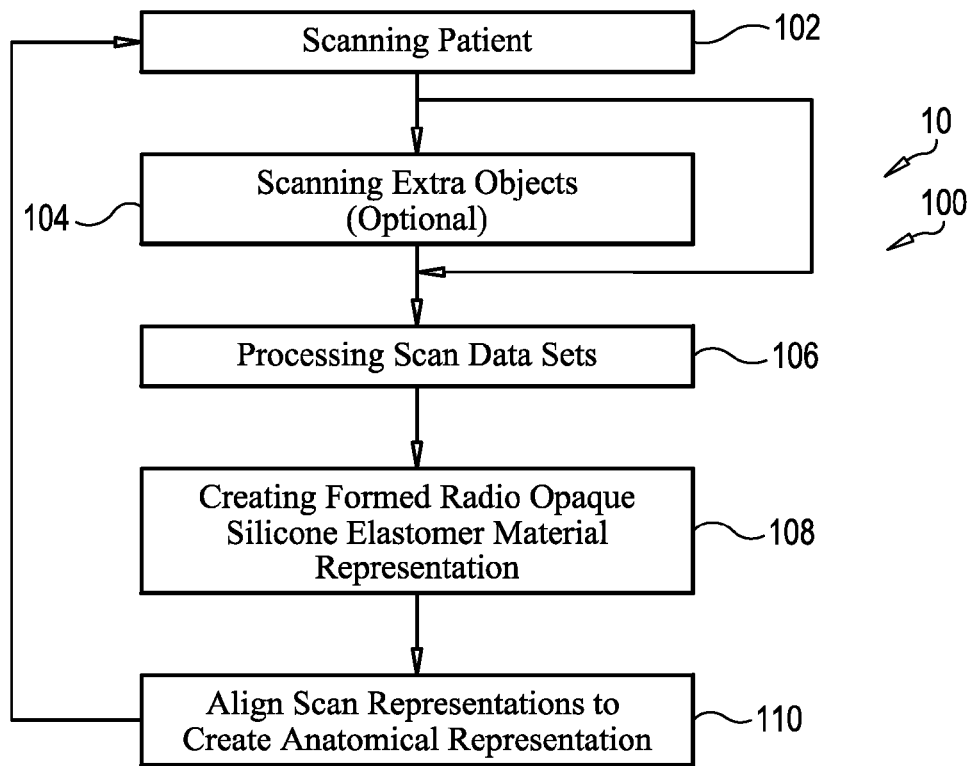 Scanning Patient
102
10
100
Scanning Extra Objects
(Optional)
104
Processing Scan Data Sets
106
Creating Formed Radio Opaque
Silicone Elastomer Material
Representation
108
Align Scan Representations to
Create Anatomical Representation
110